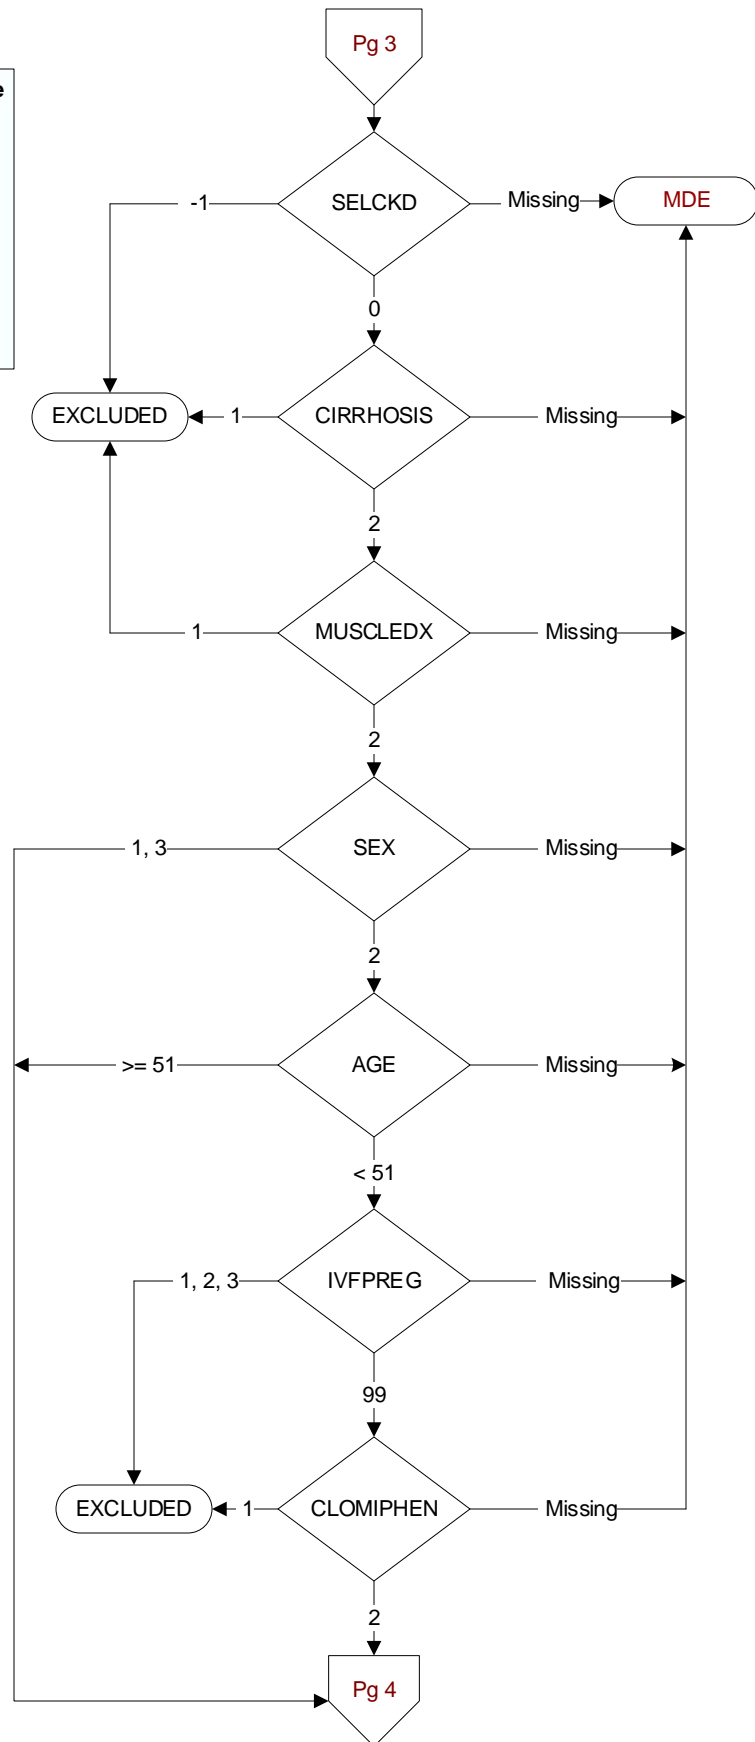 Pg 3
e
SELCKD
-1
Missing
MDE
0
EXCLUDED
1
CIRRHOSIS
Missing
2
1
MUSCLEDX
Missing
2
1, 3
SEX
Missing
2
>= 51
AGE
Missing
< 51
1, 2, 3
IVFPREG
Missing
99
EXCLUDED
1
CLOMIPHEN
Missing
2
Pg 4